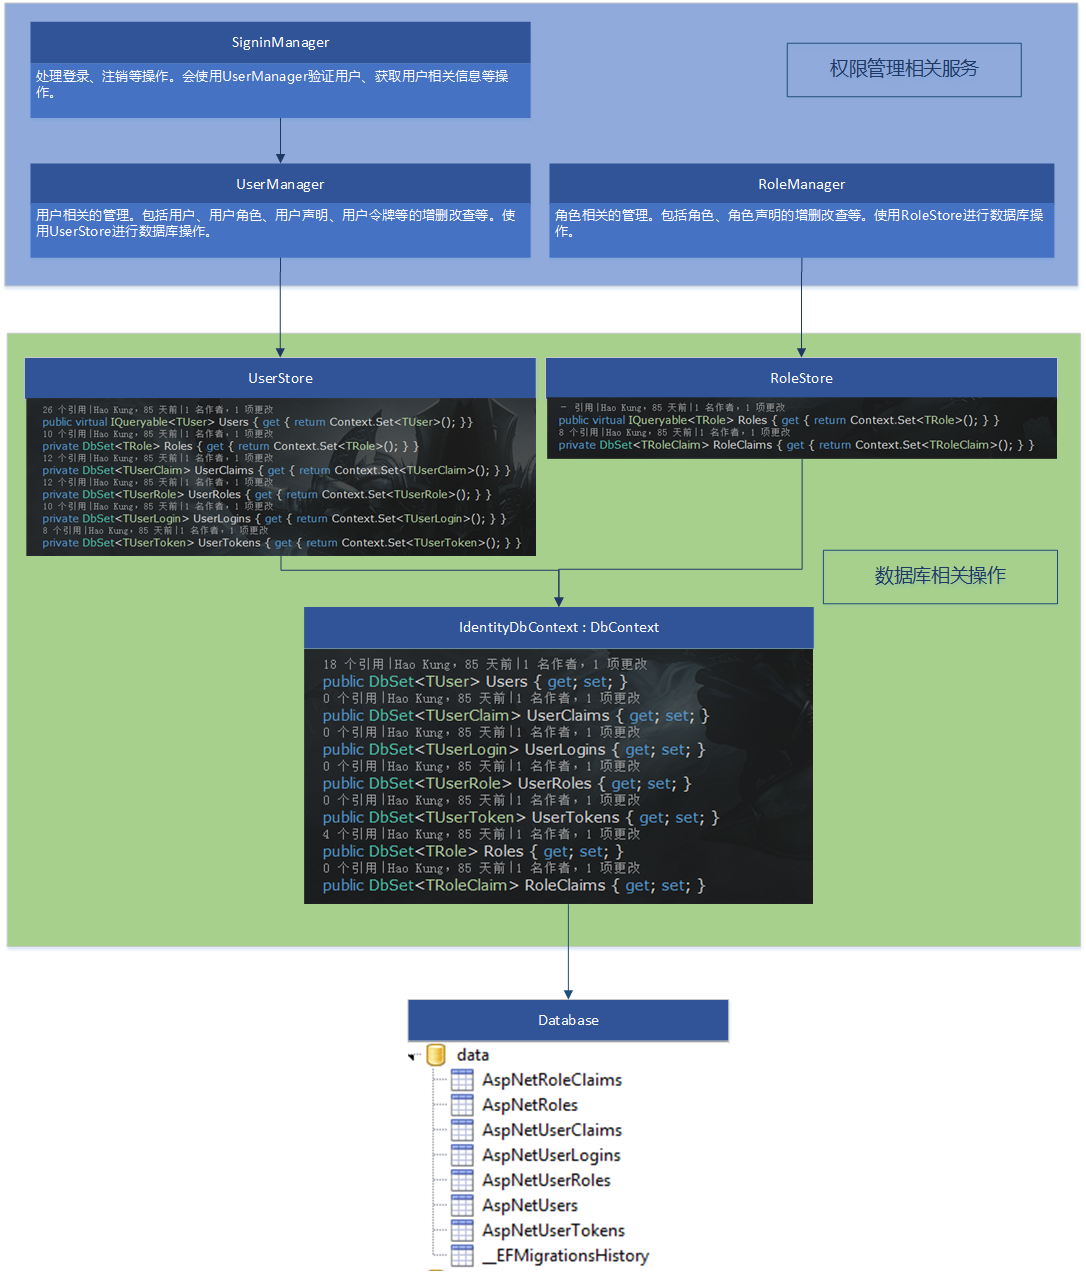 SigninManager
处理登录、注销等操作。会使用UserManager验证用户、获取用户相关信息等操
作。
权限管理相关服务
UserManager
用户相关的管理。包括用户、用户角色、用户声明、用户令牌等的增删改查等。使
用UserStore进行数据库操作。
RoleManager
角色相关的管理。包括角色、角色声明的增删改查等。使用RoleStore进行数据库操
作。
UserStore
26 个引用|Hao Kung，85 天前|1 名作者，1 项更改
public virtual IQueryable<TUser> Users { get { return Context.Set<TUser>(); }}
10 个引用|Hao Kung，85 天前|1 名作者，1 项更改
private DbSet<TRole> Roles { get { return Context.Set<TRole>(); } }
12 个引用|Hao Kung，85 天前|1 名作者，1 项更改
private DbSet<TUserClaim> UserClaims { get { return Context.Set<TUserClaim>(); } }
12 个引用|Hao Kung，85 天前|1 名作者，1 项更改
private DbSet<TUserRole> UserRoles { get { return Context.Set<TUserRole>(); } }
10 个引用|Hao Kung，85 天前|1 名作者，1 项更改
private DbSet<TUserLogin> UserLogins { get { return Context.Set<TUserLogin>(); } }
8 个引用|Hao Kung，85 天前|1 名作者，1 项更改
private DbSet<TUserToken> UserTokens { get { return Context.Set<TUserToken>(); } }
RoleStore
- 引用|Hao Kung，85 天前|1 名作者，1 项更改
public virtual IQueryable<TRole> Roles { get { return Context.Set<TRole>(); } }
8 个引用|Hao Kung，85 天前|1 名作者，1 项更改
private DbSet<TRoleClaim> RoleClaims { get { return Context.Set<TRoleClaim>(); } }
数据库相关操作
IdentityDbContext : DbContext
18 个引用|Hao Kung，85 天前|1 名作者，1 项更改
public DbSet<TUser> Users { get; set; }
0 个引用|Hao Kung，85 天前|1 名作者，1 项更改
public DbSet<TUserClaim> UserClaims { get; set; }
0 个引用|Hao Kung，85 天前|1 名作者，1 项更改
public DbSet<TUserLogin> UserLogins { get; set; }
0 个引用|Hao Kung，85 天前|1 名作者，1 项更改
public DbSet<TUserRole> UserRoles { get; set; }
0 个引用|Hao Kung，85 天前|1 名作者，1 项更改
public DbSet<TUserToken> UserTokens { get; set; }
4 个引用|Hao Kung，85 天前|1 名作者，1 项更改
public DbSet<TRole> Roles { get; set; }
0 个引用|Hao Kung，85 天前|1 名作者，1 项更改
public DbSet<TRoleClaim> RoleClaims { get; set; }
Database
data
AspNetRoleClaims
AspNetRoles
AspNetUserClaims
AspNetUserLogins
AspNetUserRoles
AspNetUsers
AspNetUserTokens
__EFMigrationsHistory